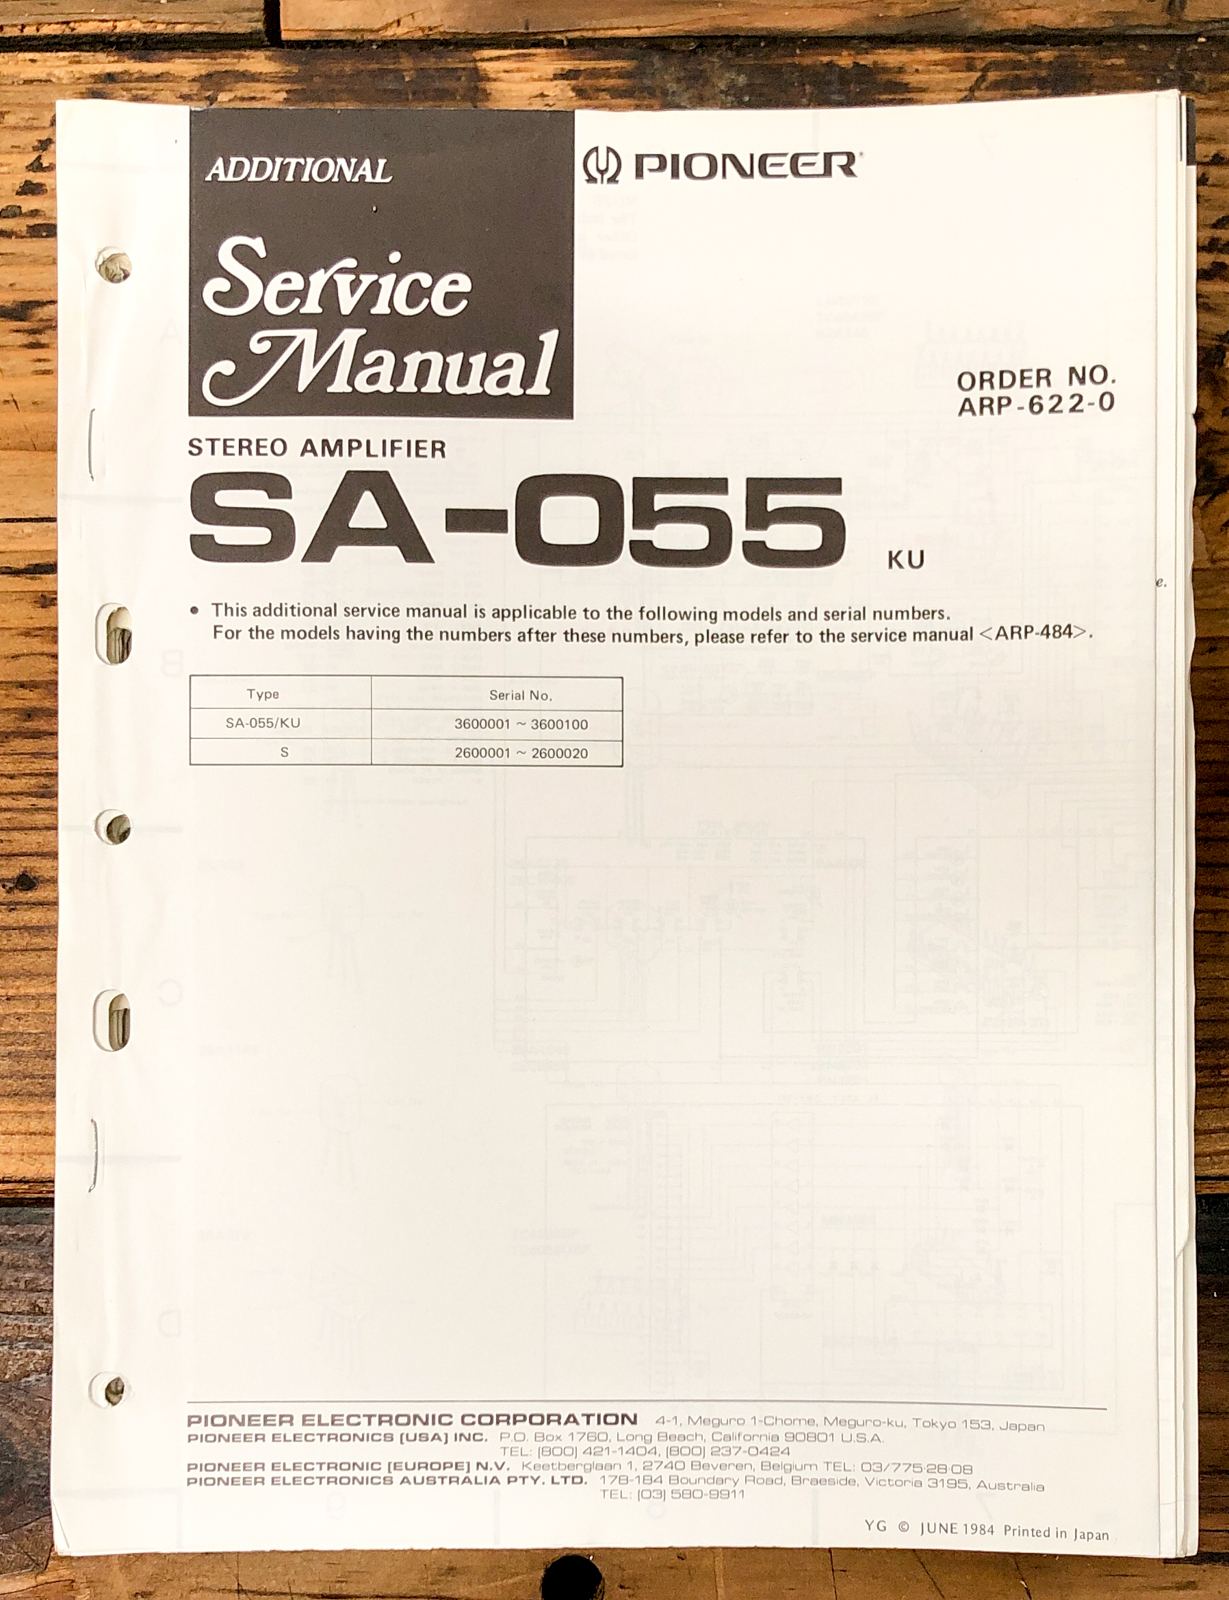 ADDITIONAL
Service
Manual
PIONEER
ORDER NO.
ARP-622-0
STEREO AMPLIFIER
SA-055 KU
• This additional service manual is applicable to the following models and serial numbers.
For the models having the numbers after these numbers, please refer to the service manual <ARP-484>.
Type Serial No.
SA-055/KU 3600001 ~ 3600100
S 2600001 ~ 2600020
e.
PIONEER ELECTRONIC CORPORATION 4-1, Meguro 1-Chome, Meguro-ku, Tokyo 153, Japan
PIONEER ELECTRONICS (USA) INC. P.O. Box 1760, Long Beach, California 90801 U.S.A.
TEL: (800) 421-1404, (800) 237-0424
PIONEER ELECTRONIC (EUROPE) N.V. Keetberglaan 1, 2740 Beveren, Belgium TEL: 03/775·28·08
PIONEER ELECTRONICS AUSTRALIA PTY. LTD. 178-184 Boundary Road, Braeside, Victoria 3195, Australia
TEL: (03) 580-9911
YG © JUNE 1984 Printed in Japan